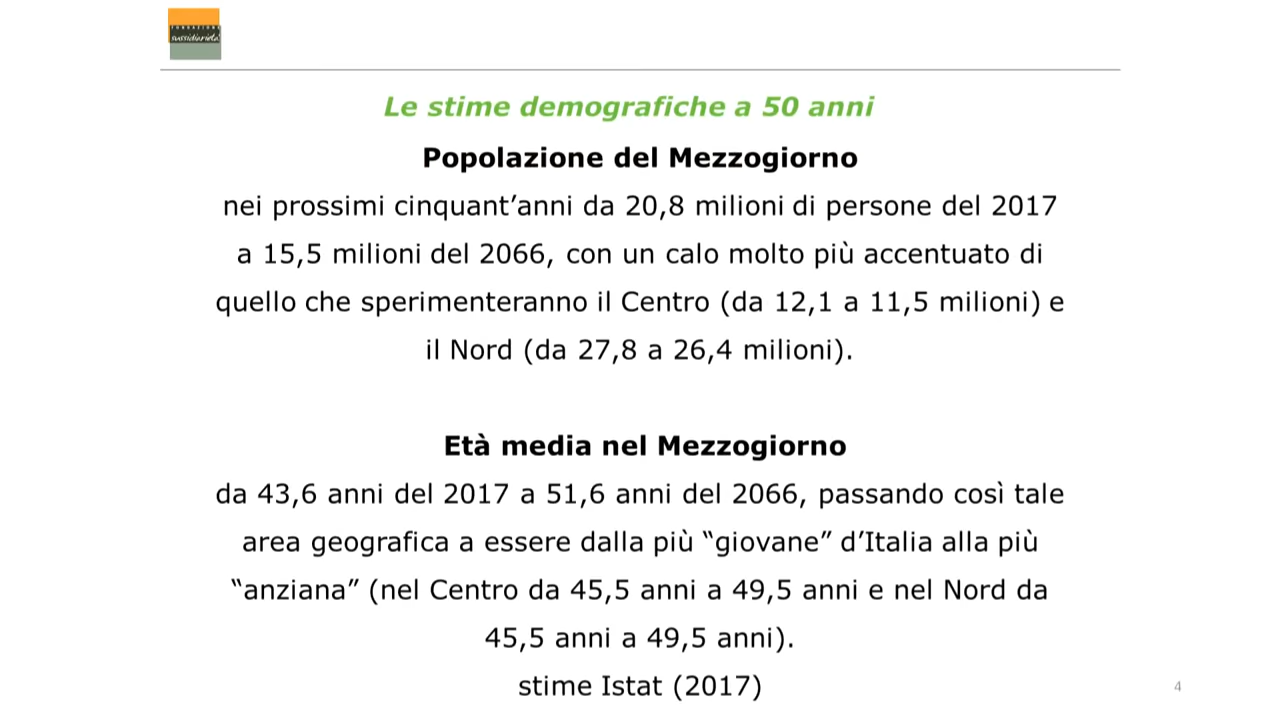 FONDAZIONE
sussidiarietà
Le stime demografiche a 50 anni
Popolazione del Mezzogiorno
nei prossimi cinquant’anni da 20,8 milioni di persone del 2017
a 15,5 milioni del 2066, con un calo molto più accentuato di
quello che sperimenteranno il Centro (da 12,1 a 11,5 milioni) e
il Nord (da 27,8 a 26,4 milioni).
Età media nel Mezzogiorno
da 43,6 anni del 2017 a 51,6 anni del 2066, passando così tale
area geografica a essere dalla più “giovane” d’Italia alla più
“anziana” (nel Centro da 45,5 anni a 49,5 anni e nel Nord da
45,5 anni a 49,5 anni).
stime Istat (2017)
4